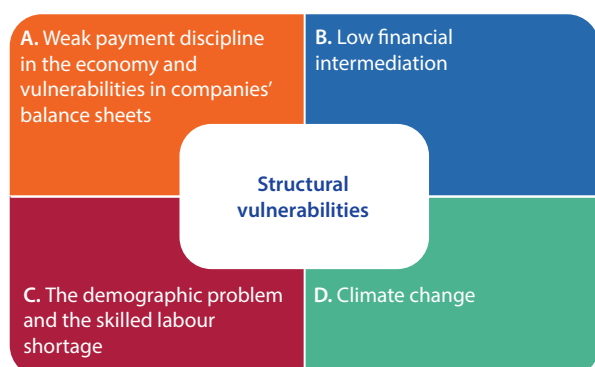 A. Weak payment discipline
in the economy and
vulnerabilities in companies’
balance sheets
B. Low financial
intermediation
Structural
vulnerabilities
C. The demographic problem
and the skilled labour
shortage
D. Climate change